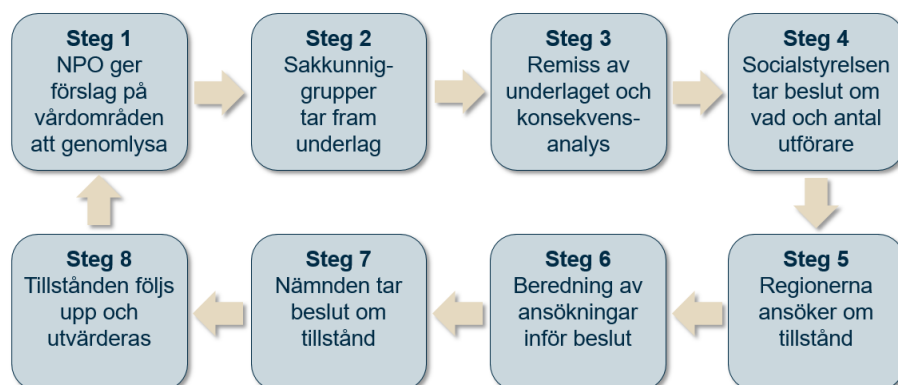 Steg 1
NPO ger
förslag på
vårdområden
att genomlysa
Steg 2
Sakkunnig-
grupper
tar fram
underlag
Steg 3
Remiss av
underlaget och
konsekvens-
analys
Steg 4
Socialstyrelsen
tar beslut om
vad och antal
utförare
Steg 5
Regionerna
ansöker om
tillstånd
Steg 6
Beredning av
ansökningar
inför beslut
Steg 7
Nämnden tar
beslut om
tillstånd
Steg 8
Tillstånden följs
upp och
utvärderas